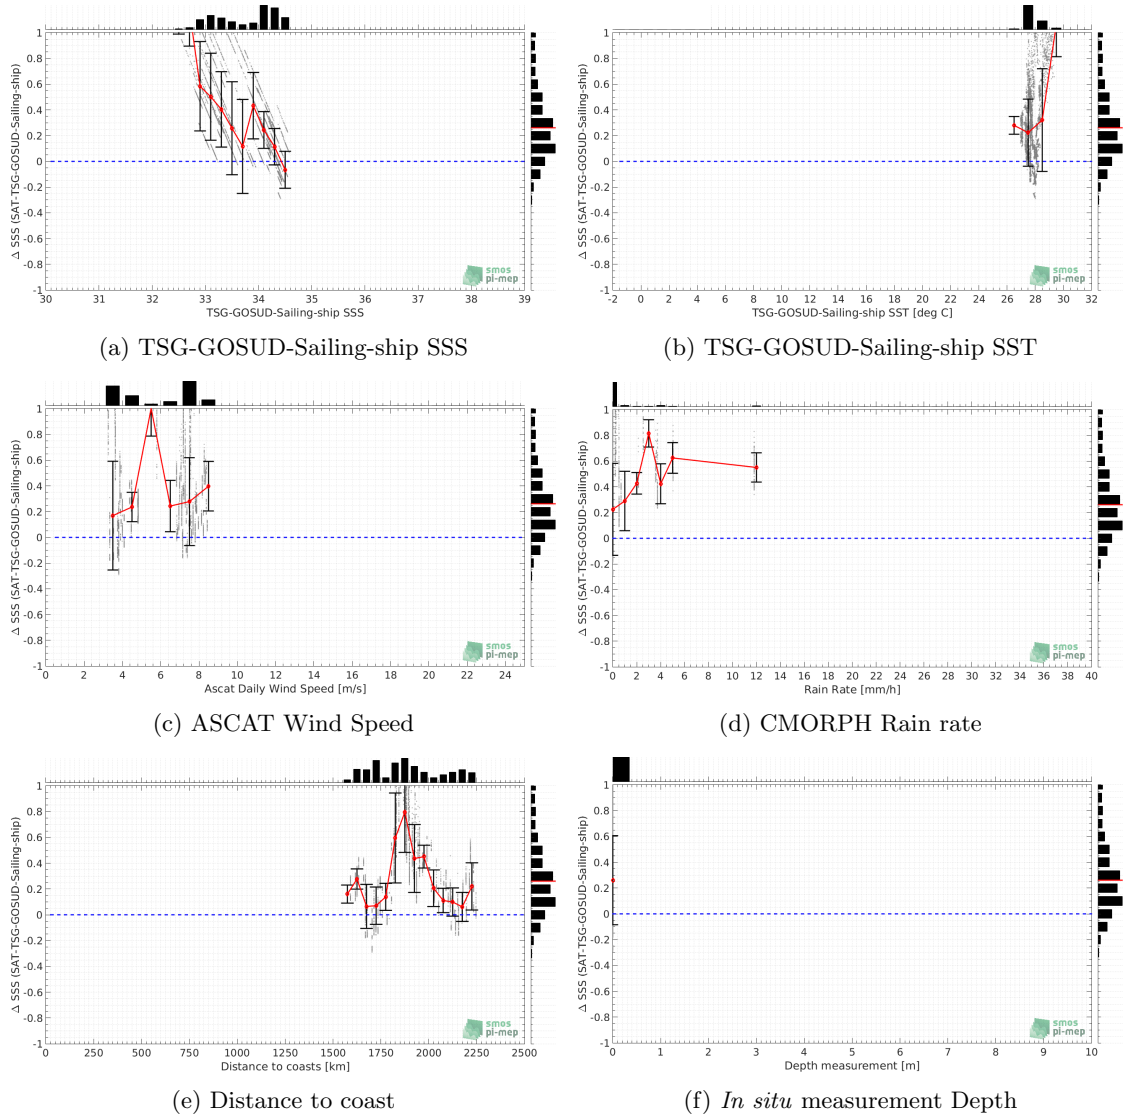 1
0.8
0.6
0.4
0.2
0
0.2
0.4
0.6
0.8
-1
Δ SSS (SAT-TSG-GOSUD-Sailing-ship)
30 31 32 33 34 35 36 37 38 39
TSG-GOSUD-Sailing-ship SSS
smos
pi-mep
(a) TSG-GOSUD-Sailing-ship SSS
1
0.8
0.6
0.4
0.2
0
0.2
0.4
0.6
0.8
-1
Δ SSS (SAT-TSG-GOSUD-Sailing-ship)
-2 0 2 4 6 8 10 12 14 16 18 20 22 24 26 28 30 32
TSG-GOSUD-Sailing-ship SST [deg C]
smos
pi-mep
(b) TSG-GOSUD-Sailing-ship SST
1
0.8
0.6
0.4
0.2
0
0.2
0.4
0.6
0.8
-1
Δ SSS (SAT-TSG-GOSUD-Sailing-ship)
0 2 4 6 8 10 12 14 16 18 20 22 24
Ascat Daily Wind Speed [m/s]
smos
pi-mep
(c) ASCAT Wind Speed
1
0.8
0.6
0.4
0.2
0
0.2
0.4
0.6
0.8
-1
Δ SSS (SAT-TSG-GOSUD-Sailing-ship)
0 2 4 6 8 10 12 14 16 18 20 22 24 26 28 30 32 34 36 38 40
Rain Rate [mm/h]
smos
pi-mep
(d) CMORPH Rain rate
1
0.8
0.6
0.4
0.2
0
0.2
0.4
0.6
0.8
-1
Δ SSS (SAT-TSG-GOSUD-Sailing-ship)
0 250 500 750 1000 1250 1500 1750 2000 2250 2500
Distance to coasts [km]
smos
pi-mep
(e) Distance to coast
1
0.8
0.6
0.4
0.2
0
0.2
0.4
0.6
0.8
-1
Δ SSS (SAT-TSG-GOSUD-Sailing-ship)
0 1 2 3 4 5 6 7 8 9 10
Depth measurement [m]
smos
pi-mep
(f) In situ measurement Depth